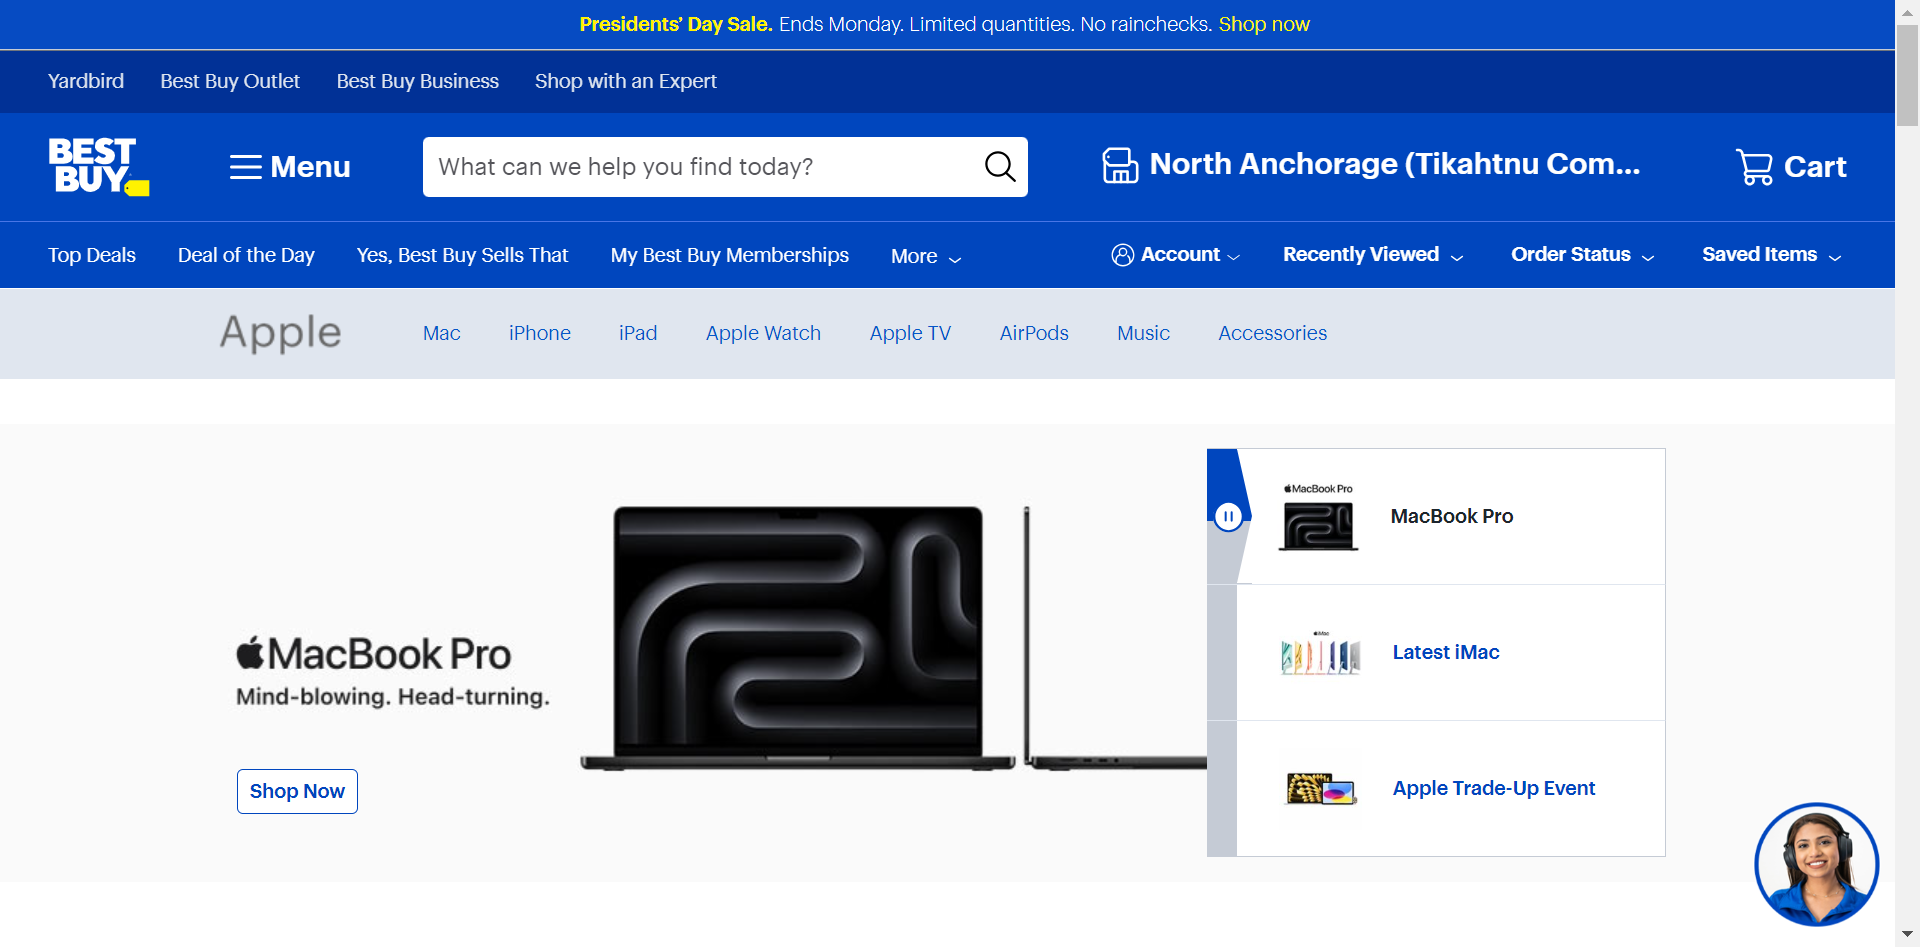 Presidents’ Day Sale. Ends Monday. Limited quantities. No rainchecks. Shop now
Yardbird Best Buy Outlet Best Buy Business Shop with an Expert
BEST
BUY
Menu
What can we help you find today?
North Anchorage (Tikahtnu Com...
Cart
Top Deals Deal of the Day Yes, Best Buy Sells That My Best Buy Memberships More Account Recently Viewed Order Status Saved Items
Apple Mac iPhone iPad Apple Watch Apple TV AirPods Music Accessories
MacBook Pro
Mind-blowing. Head-turning.
Shop Now
MacBook Pro
MacBook Pro
iMac
Latest iMac
Apple Trade-Up Event